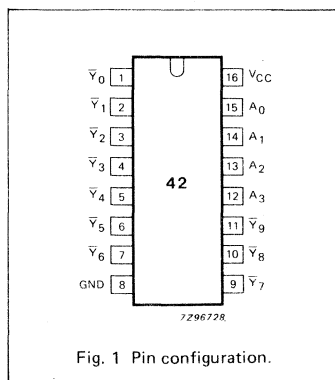 Y̅0 1 16 VCC
Y̅1 2 15 A0
Y̅2 3 14 A1
Y̅3 4 13 A2
42
Y̅4 5 12 A3
Y̅5 6 11 Y̅9
Y̅6 7 10 Y̅8
GND 8 9 Y̅7
7Z96728
Fig. 1 Pin configuration.